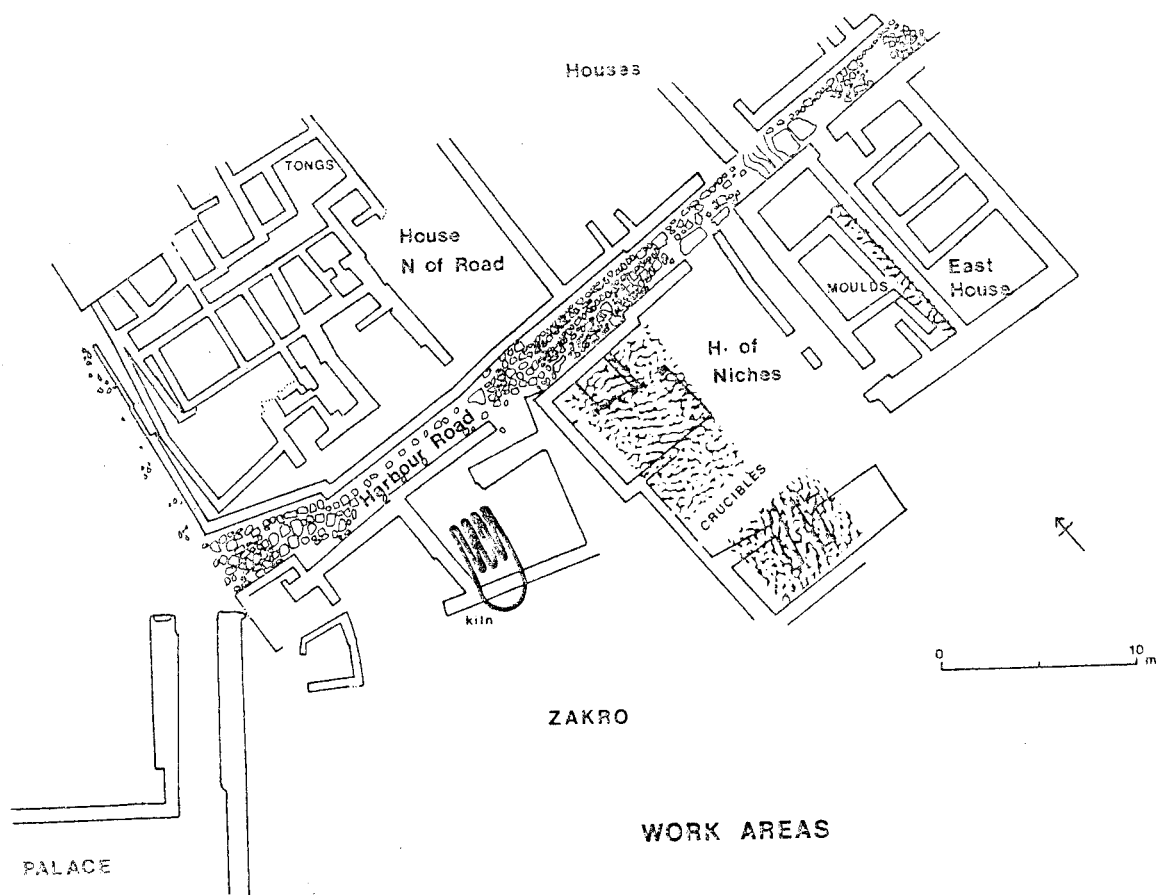 Houses
TONGS
House
N of Road
East
House
MOULDS
H. of
Niches
Harbour Road
CRUCIBLES
kiln
0 10
m
ZAKRO
WORK AREAS
PALACE